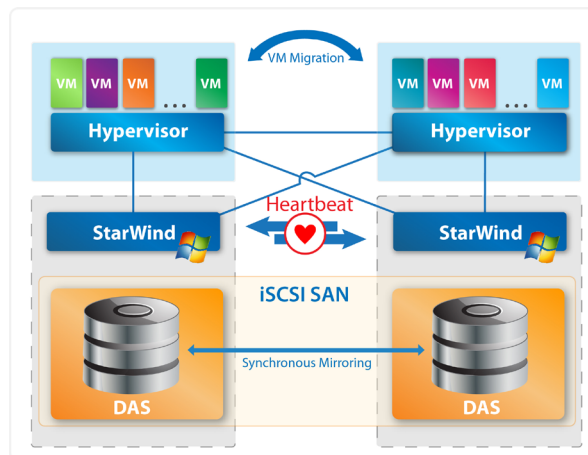 VM Migration
VM VM VM ... VM
VM VM VM ... VM
Hypervisor
Hypervisor
Heartbeat
StarWind
StarWind
iSCSI SAN
Synchronous Mirroring
DAS
DAS